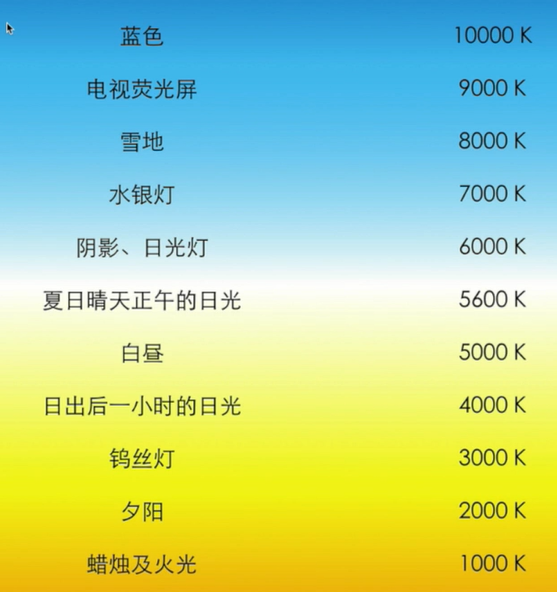 蓝色 10000 K
电视荧光屏 9000 K
雪地 8000 K
水银灯 7000 K
阴影、日光灯 6000 K
夏日晴天正午的日光 5600 K
白昼 5000 K
日出后一小时的日光 4000 K
钨丝灯 3000 K
夕阳 2000 K
蜡烛及火光 1000 K